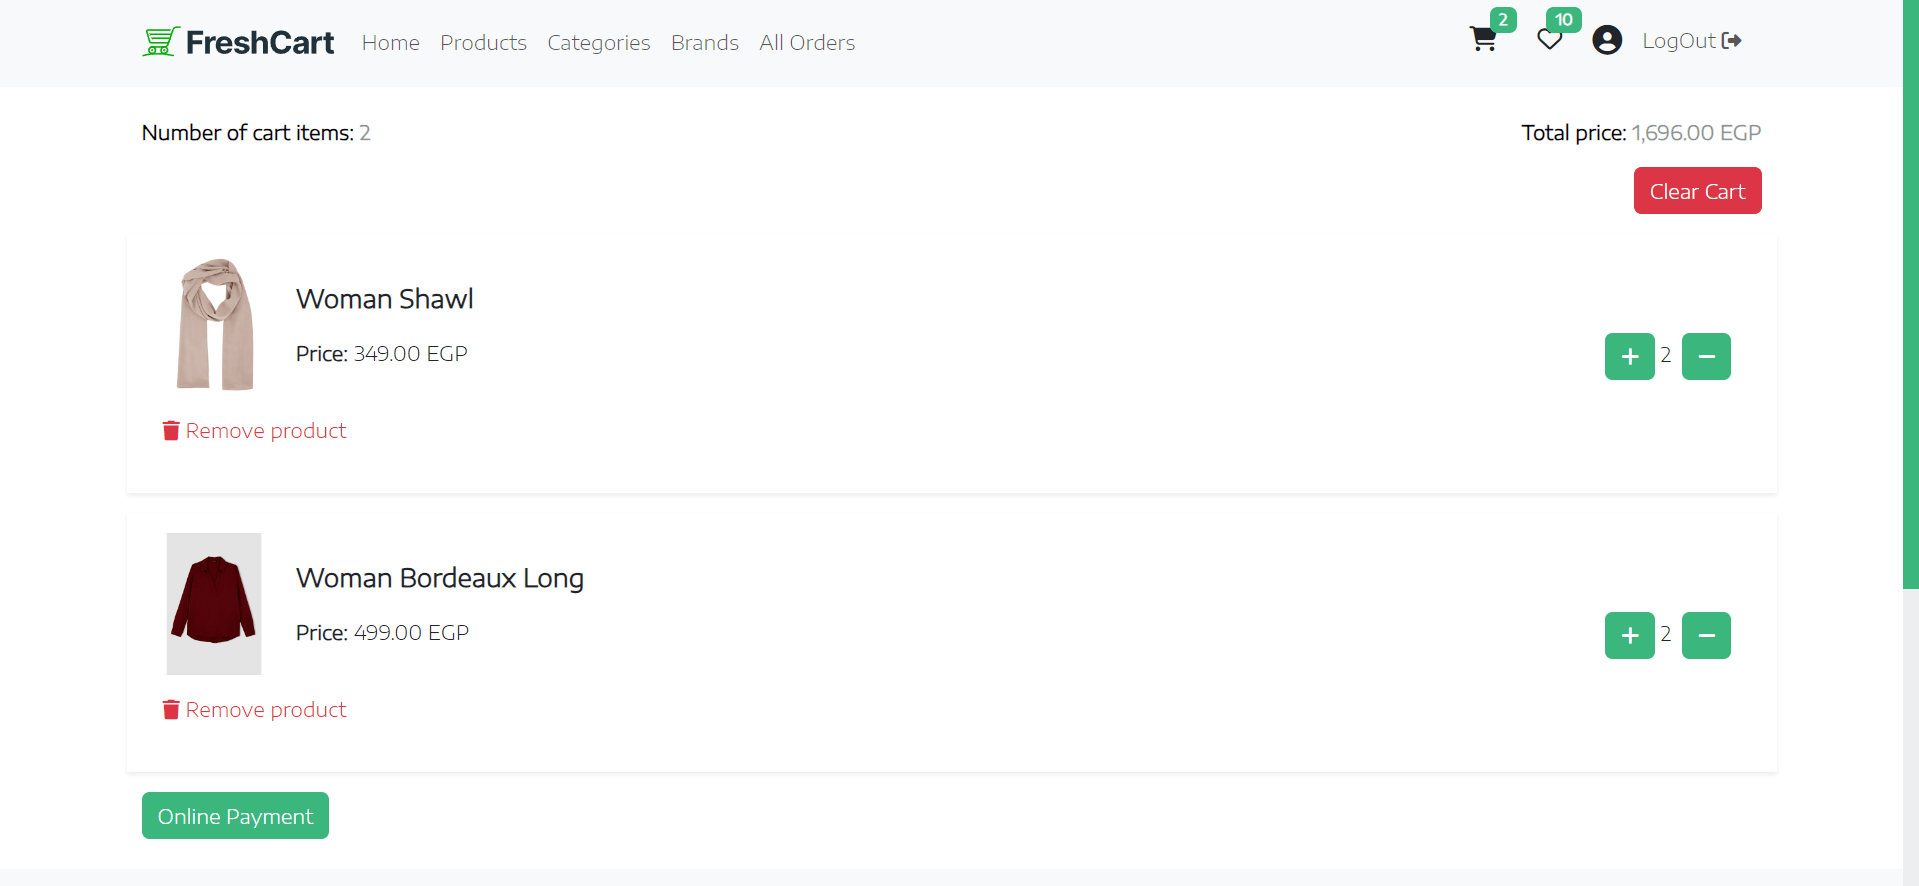 FreshCart Home Products Categories Brands All Orders 2 10 LogOut
Number of cart items: 2 Total price: 1,696.00 EGP
Clear Cart
Woman Shawl
Price: 349.00 EGP
+ 2 −
Remove product
Woman Bordeaux Long
Price: 499.00 EGP
+ 2 −
Remove product
Online Payment